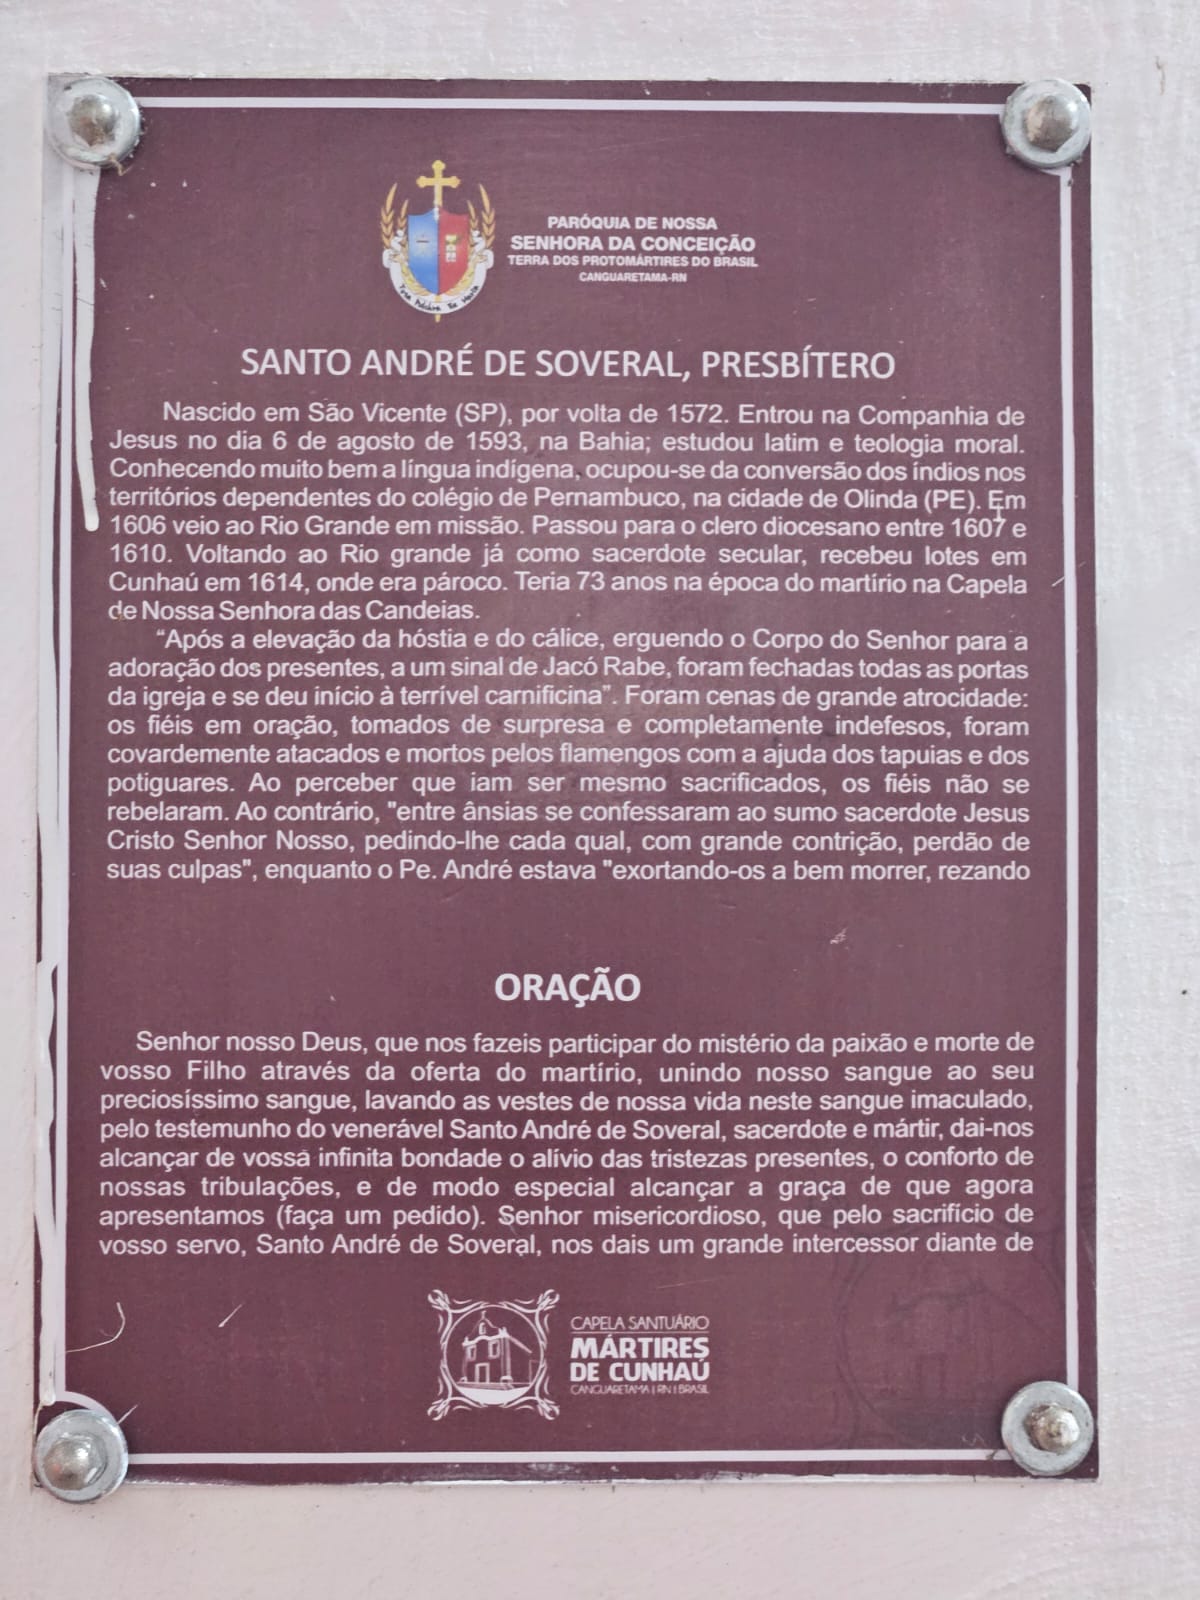 PARÓQUIA DE NOSSA
SENHORA DA CONCEIÇÃO
TERRA DOS PROTOMÁRTIRES DO BRASIL
CANGUARETAMA-RN
SANTO ANDRÉ DE SOVERAL, PRESBÍTERO
Nascido em São Vicente (SP), por volta de 1572. Entrou na Companhia de
Jesus no dia 6 de agosto de 1593, na Bahia; estudou latim e teologia moral.
Conhecendo muito bem a língua indígena, ocupou-se da conversão dos índios nos
territórios dependentes do colégio de Pernambuco, na cidade de Olinda (PE). Em
1606 veio ao Rio Grande em missão. Passou para o clero diocesano entre 1607 e
1610. Voltando ao Rio grande já como sacerdote secular, recebeu lotes em
Cunhaú em 1614, onde era pároco. Teria 73 anos na época do martírio na Capela
de Nossa Senhora das Candeias.
“Após a elevação da hóstia e do cálice, erguendo o Corpo do Senhor para a
adoração dos presentes, a um sinal de Jacó Rabe, foram fechadas todas as portas
da igreja e se deu início à terrível carnificina”. Foram cenas de grande atrocidade:
os fiéis em oração, tomados de surpresa e completamente indefesos, foram
covardemente atacados e mortos pelos flamengos com a ajuda dos tapuias e dos
potiguares. Ao perceber que iam ser mesmo sacrificados, os fiéis não se
rebelaram. Ao contrário, "entre ânsias se confessaram ao sumo sacerdote Jesus
Cristo Senhor Nosso, pedindo-lhe cada qual, com grande contrição, perdão de
suas culpas", enquanto o Pe. André estava "exortando-os a bem morrer, rezando
ORAÇÃO
Senhor nosso Deus, que nos fazeis participar do mistério da paixão e morte de
vosso Filho através da oferta do martírio, unindo nosso sangue ao seu
preciosíssimo sangue, lavando as vestes de nossa vida neste sangue imaculado,
pelo testemunho do venerável Santo André de Soveral, sacerdote e mártir, dai-nos
alcançar de vossa infinita bondade o alívio das tristezas presentes, o conforto de
nossas tribulações, e de modo especial alcançar a graça de que agora
apresentamos (faça um pedido). Senhor misericordioso, que pelo sacrifício de
vosso servo, Santo André de Soveral, nos dais um grande intercessor diante de
CAPELA SANTUÁRIO
MÁRTIRES
DE CUNHAÚ
CANGUARETAMA | RN | BRASIL